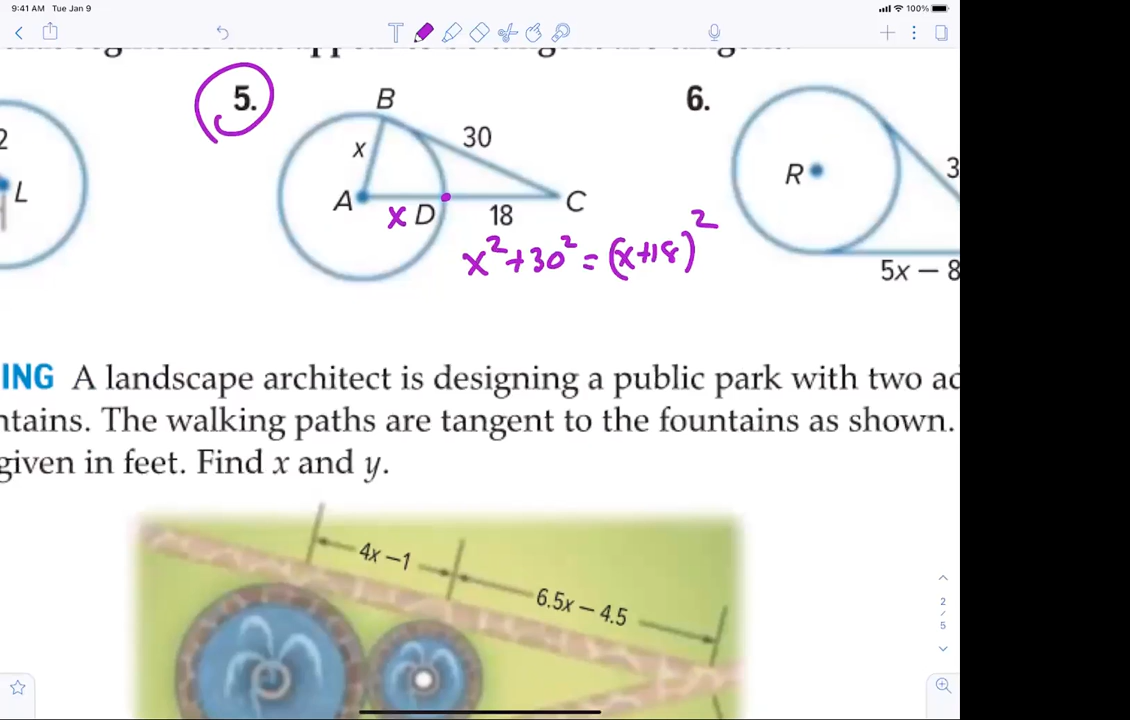 9:41 AM Tue Jan 9
100%
2
L
5.
B
x
30
A
x D
18
C
x²+30² = (x+18)²
6.
R
3
5x – 8
ING A landscape architect is designing a public park with two
ntains. The walking paths are tangent to the fountains as shown.
given in feet. Find x and y.
4x – 1
6.5x – 4.5
2
/
5